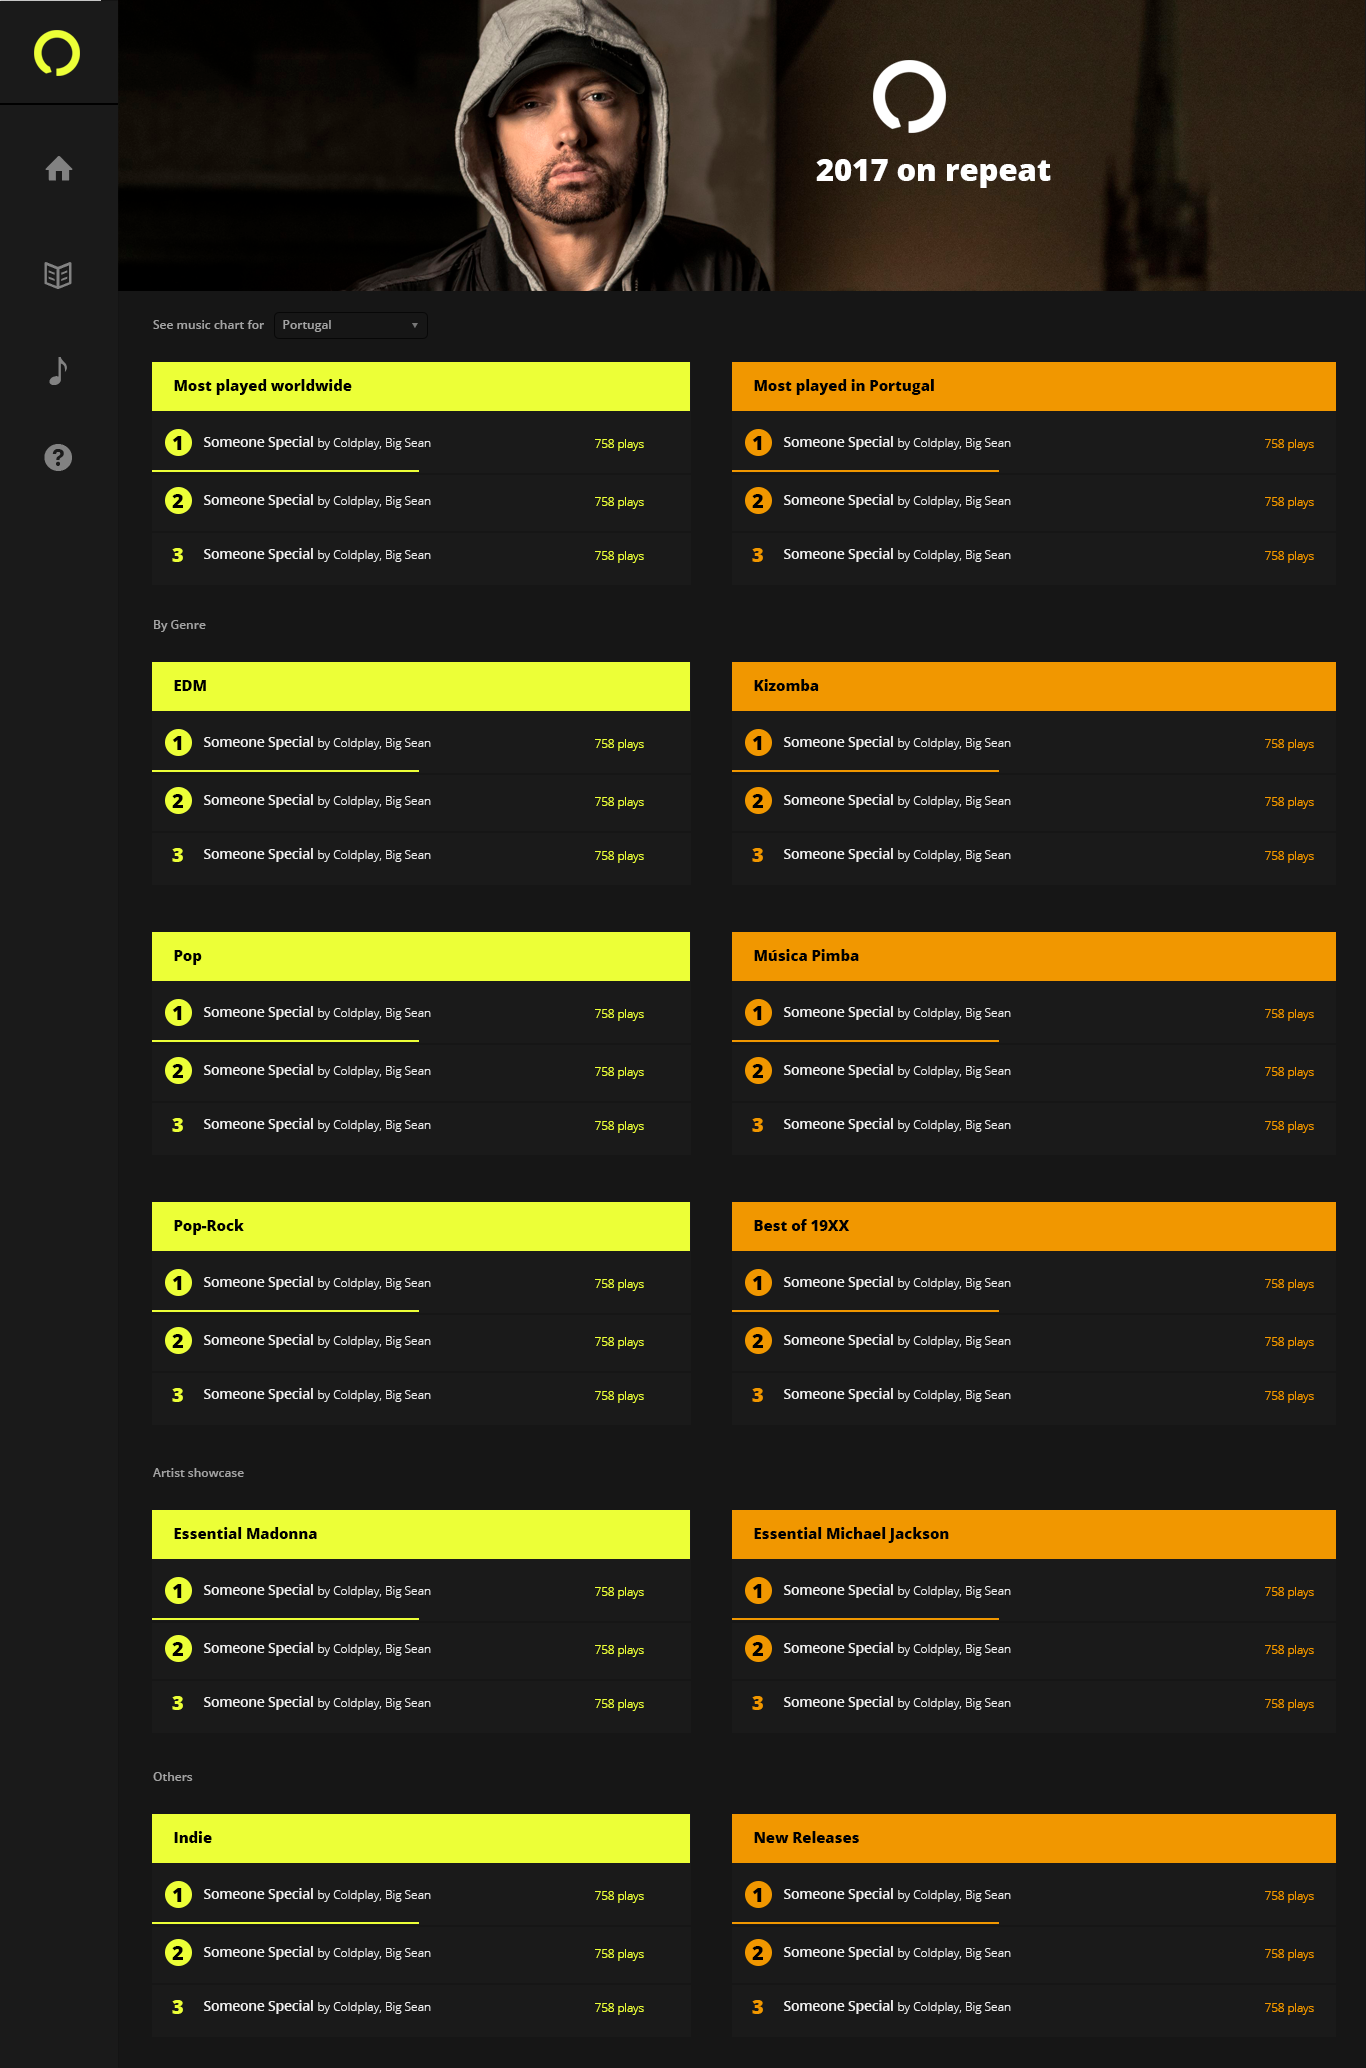 2017 on repeat
See music chart for Portugal
Most played worldwide
1 Someone Special by Coldplay, Big Sean 758 plays
2 Someone Special by Coldplay, Big Sean 758 plays
3 Someone Special by Coldplay, Big Sean 758 plays
Most played in Portugal
1 Someone Special by Coldplay, Big Sean 758 plays
2 Someone Special by Coldplay, Big Sean 758 plays
3 Someone Special by Coldplay, Big Sean 758 plays
By Genre
EDM
1 Someone Special by Coldplay, Big Sean 758 plays
2 Someone Special by Coldplay, Big Sean 758 plays
3 Someone Special by Coldplay, Big Sean 758 plays
Kizomba
1 Someone Special by Coldplay, Big Sean 758 plays
2 Someone Special by Coldplay, Big Sean 758 plays
3 Someone Special by Coldplay, Big Sean 758 plays
Pop
1 Someone Special by Coldplay, Big Sean 758 plays
2 Someone Special by Coldplay, Big Sean 758 plays
3 Someone Special by Coldplay, Big Sean 758 plays
Música Pimba
1 Someone Special by Coldplay, Big Sean 758 plays
2 Someone Special by Coldplay, Big Sean 758 plays
3 Someone Special by Coldplay, Big Sean 758 plays
Pop-Rock
1 Someone Special by Coldplay, Big Sean 758 plays
2 Someone Special by Coldplay, Big Sean 758 plays
3 Someone Special by Coldplay, Big Sean 758 plays
Best of 19XX
1 Someone Special by Coldplay, Big Sean 758 plays
2 Someone Special by Coldplay, Big Sean 758 plays
3 Someone Special by Coldplay, Big Sean 758 plays
Artist showcase
Essential Madonna
1 Someone Special by Coldplay, Big Sean 758 plays
2 Someone Special by Coldplay, Big Sean 758 plays
3 Someone Special by Coldplay, Big Sean 758 plays
Essential Michael Jackson
1 Someone Special by Coldplay, Big Sean 758 plays
2 Someone Special by Coldplay, Big Sean 758 plays
3 Someone Special by Coldplay, Big Sean 758 plays
Others
Indie
1 Someone Special by Coldplay, Big Sean 758 plays
2 Someone Special by Coldplay, Big Sean 758 plays
3 Someone Special by Coldplay, Big Sean 758 plays
New Releases
1 Someone Special by Coldplay, Big Sean 758 plays
2 Someone Special by Coldplay, Big Sean 758 plays
3 Someone Special by Coldplay, Big Sean 758 plays